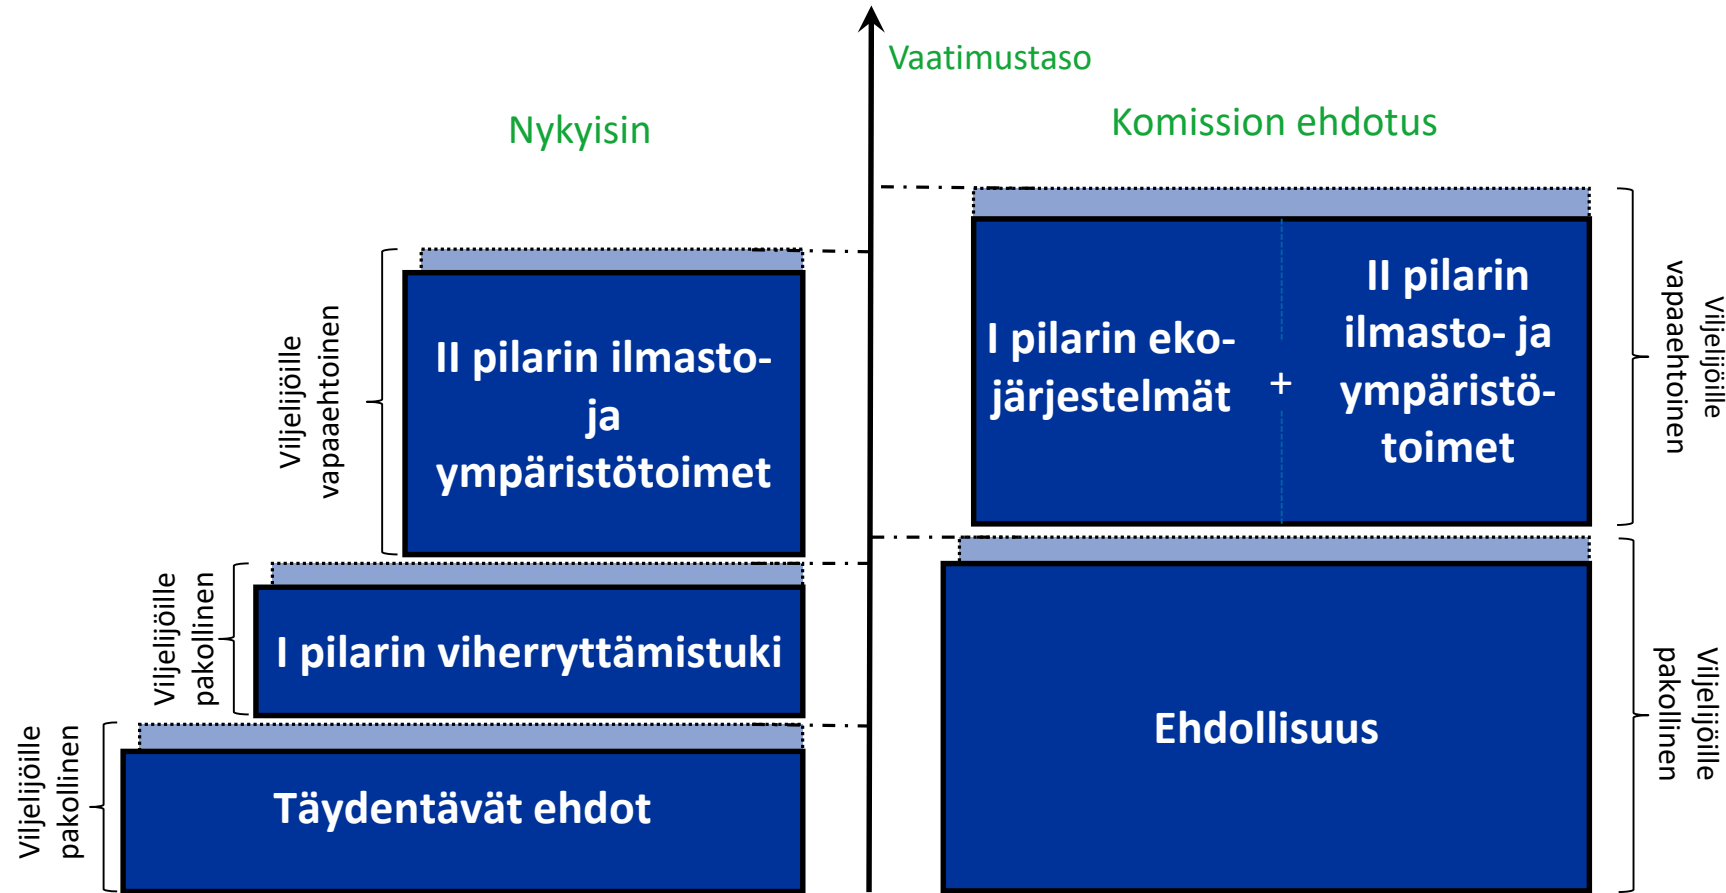 Vaatimustaso
Nykyisin
Komission ehdotus
Viljelijöille
vapaaehtoinen
II pilarin ilmasto-
ja
ympäristötoimet
Viljelijöille
pakollinen
I pilarin viherryttämistuki
Viljelijöille
pakollinen
Täydentävät ehdot
I pilarin eko-
järjestelmät
+
II pilarin
ilmasto- ja
ympäristö-
toimet
Viljelijöille
vapaaehtoinen
Ehdollisuus
Viljelijöille
pakollinen